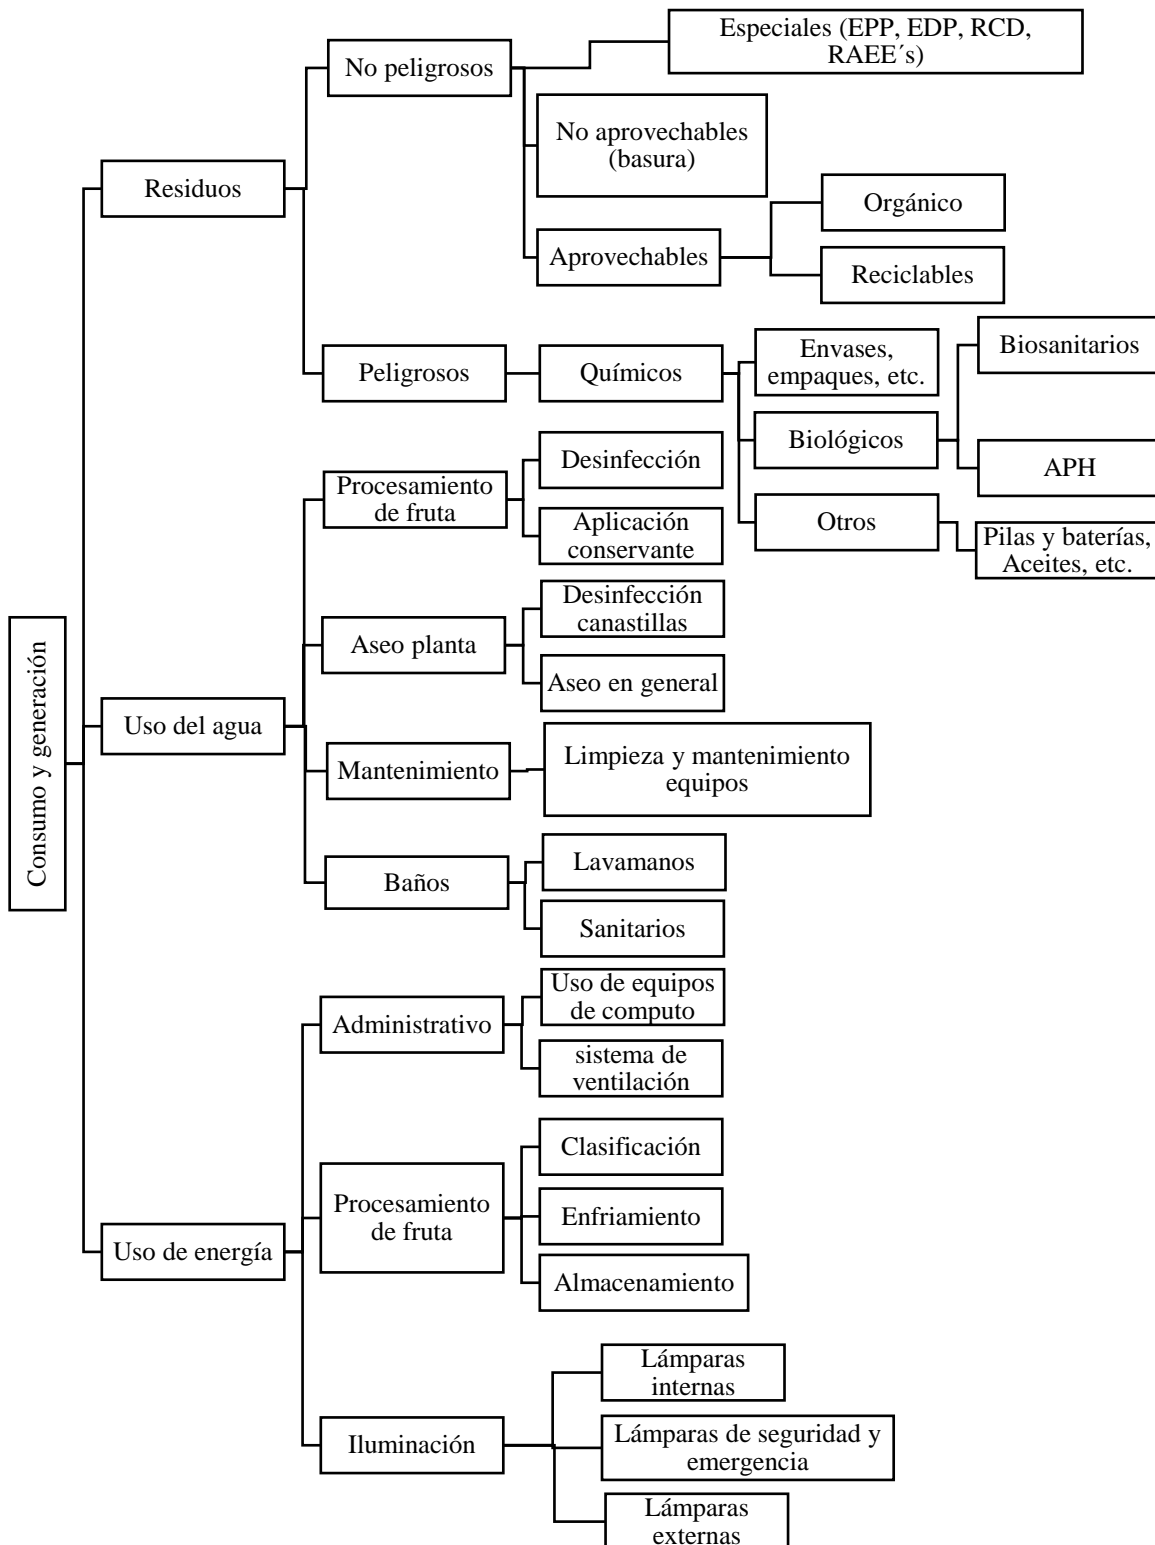 Consumo y generación
Residuos
No peligrosos
Especiales (EPP, EDP, RCD,
RAEE´s)
No aprovechables
(basura)
Aprovechables
Orgánico
Reciclables
Peligrosos
Químicos
Envases,
empaques, etc.
Biológicos
Biosanitarios
APH
Otros
Pilas y baterías,
Aceites, etc.
Uso del agua
Procesamiento
de fruta
Desinfección
Aplicación
conservante
Aseo planta
Desinfección
canastillas
Aseo en general
Mantenimiento
Limpieza y mantenimiento
equipos
Baños
Lavamanos
Sanitarios
Uso de energía
Administrativo
Uso de equipos
de computo
sistema de
ventilación
Procesamiento
de fruta
Clasificación
Enfriamiento
Almacenamiento
Iluminación
Lámparas
internas
Lámparas de seguridad y
emergencia
Lámparas
externas